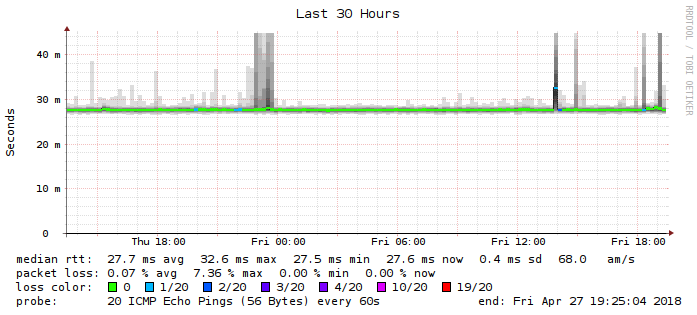 Last 30 Hours
RRDTOOL / TOBI OETIKER
Seconds
40 m
30 m
20 m
10 m
0
Thu 18:00 Fri 00:00 Fri 06:00 Fri 12:00 Fri 18:00
median rtt: 27.7 ms avg 32.6 ms max 27.5 ms min 27.6 ms now 0.4 ms sd 68.0 am/s
packet loss: 0.07 % avg 7.36 % max 0.00 % min 0.00 % now
loss color: 0 1/20 2/20 3/20 4/20 10/20 19/20
probe: 20 ICMP Echo Pings (56 Bytes) every 60s end: Fri Apr 27 19:25:04 2018